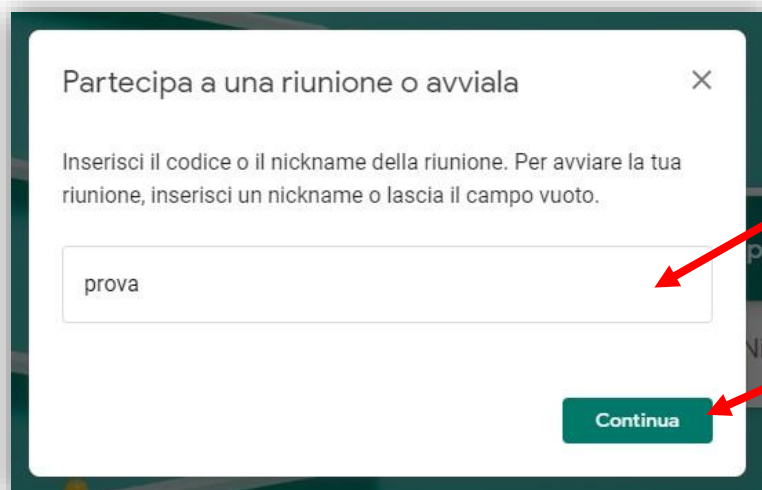 Partecipa a una riunione o avviala
Inserisci il codice o il nickname della riunione. Per avviare la tua
riunione, inserisci un nickname o lascia il campo vuoto.
prova
Continua